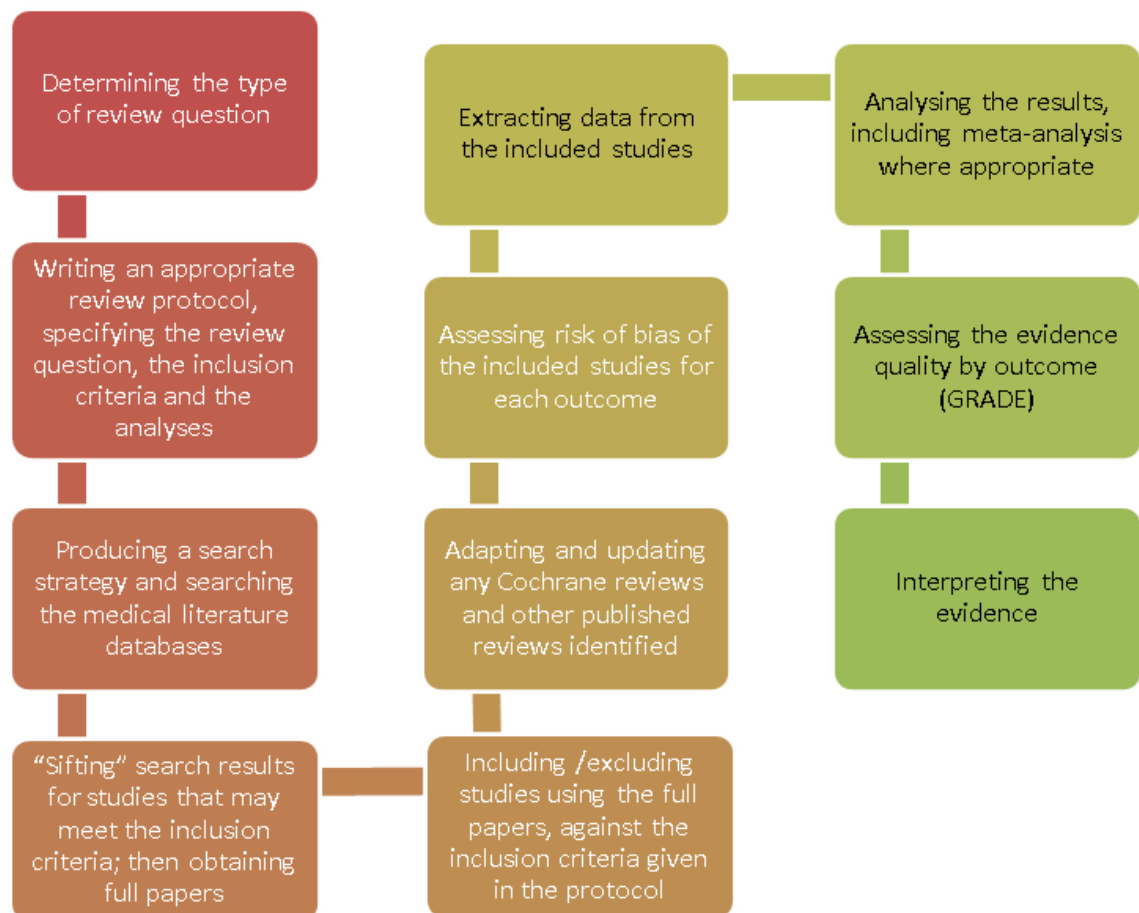 Determining the type
of review question
Writing an appropriate
review protocol,
specifying the review
question, the inclusion
criteria and the
analyses
Producing a search
strategy and searching
the medical literature
databases
“Sifting” search results
for studies that may
meet the inclusion
criteria; then obtaining
full papers
Including /excluding
studies using the full
papers, against the
inclusion criteria given
in the protocol
Adapting and updating
any Cochrane reviews
and other published
reviews identified
Assessing risk of bias of
the included studies for
each outcome
Extracting data from
the included studies
Analysing the results,
including meta-analysis
where appropriate
Assessing the evidence
quality by outcome
(GRADE)
Interpreting the
evidence